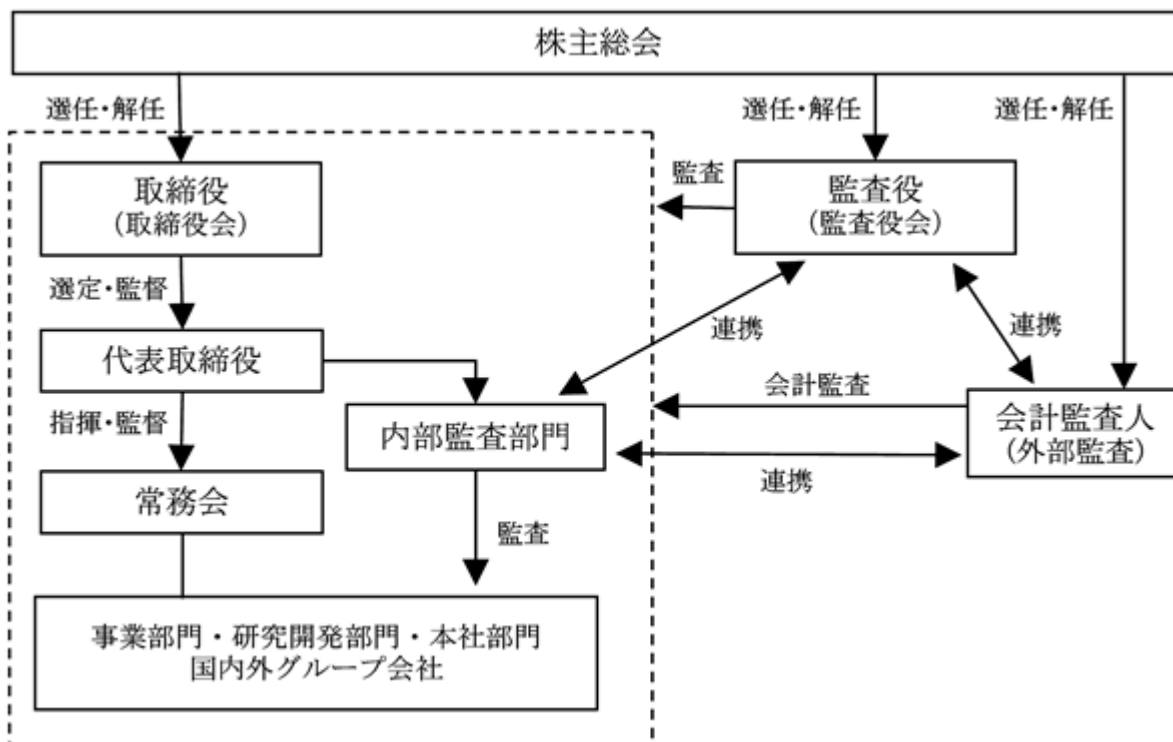 株主総会
選任・解任
選任・解任
選任・解任
取締役
(取締役会)
監査
監査役
(監査役会)
選定・監督
連携
連携
代表取締役
会計監査
会計監査人
(外部監査)
指揮・監督
内部監査部門
連携
常務会
監査
事業部門・研究開発部門・本社部門
国内外グループ会社